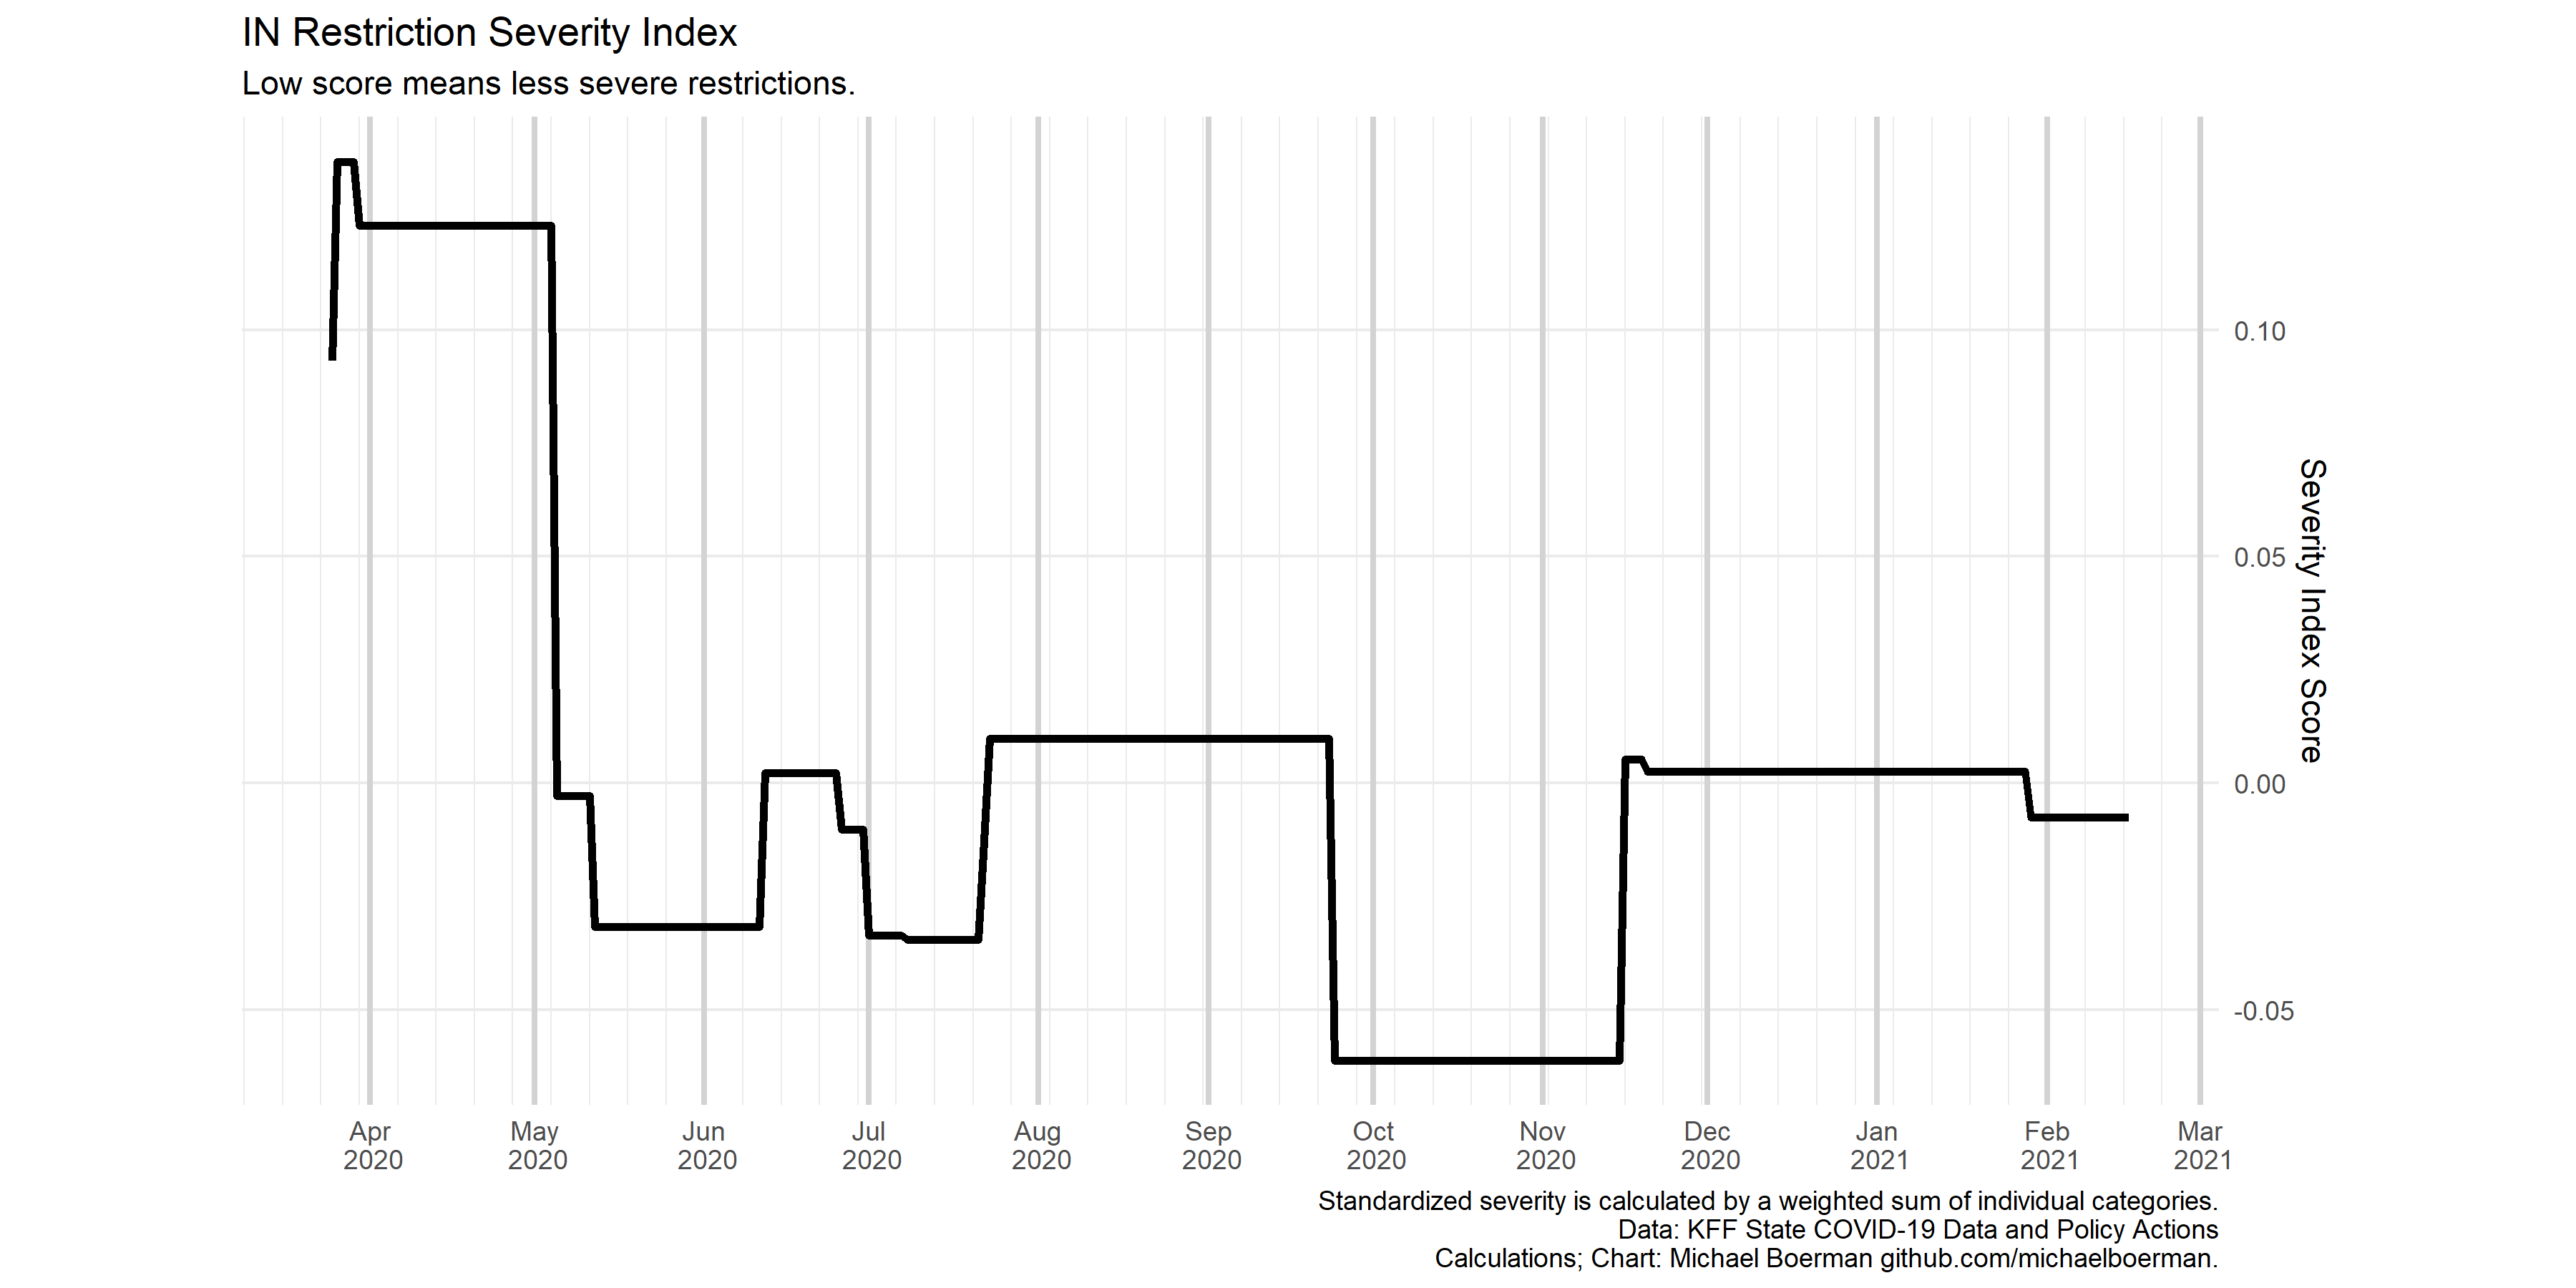 IN Restriction Severity Index
Low score means less severe restrictions.
0.10
0.05
0.00
-0.05
Severity Index Score
Apr
2020
May
2020
Jun
2020
Jul
2020
Aug
2020
Sep
2020
Oct
2020
Nov
2020
Dec
2020
Jan
2021
Feb
2021
Mar
2021
Standardized severity is calculated by a weighted sum of individual categories.
Data: KFF State COVID-19 Data and Policy Actions
Calculations; Chart: Michael Boerman github.com/michaelboerman.